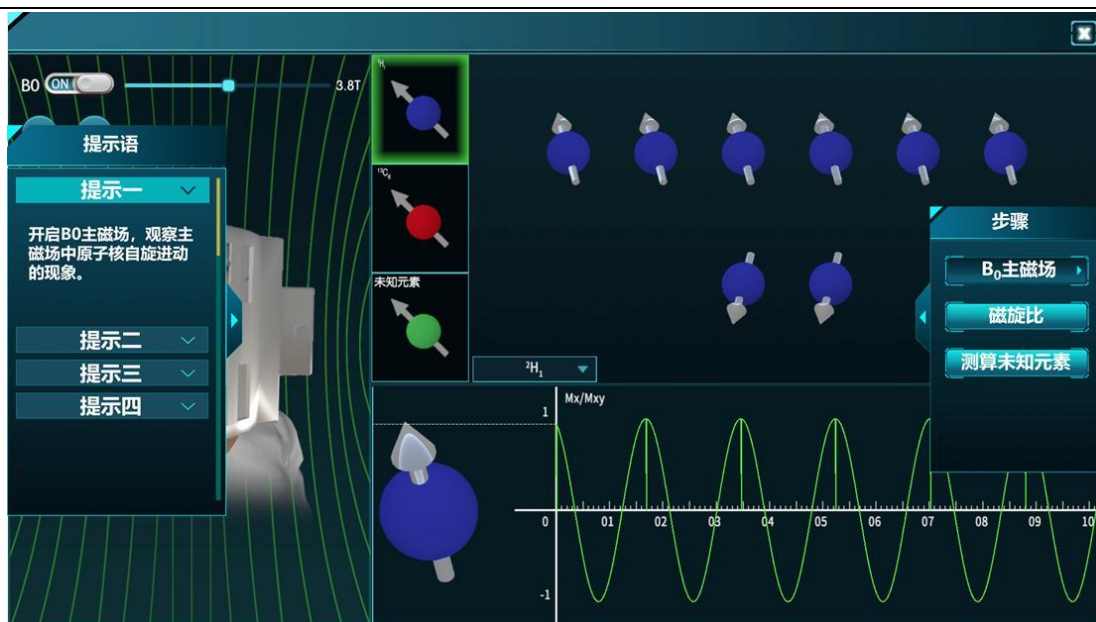 B0 ON 3.8T
提示语
提示一
开启B0主磁场，观察主
磁场中原子核自旋进动
的现象。
提示二
提示三
提示四
¹H₁
¹³C₆
未知元素
²H₁
步骤
B₀主磁场
磁旋比
测算未知元素
Mx/Mxy
1
0 01 02 03 04 05 06 07 08 09 10
-1